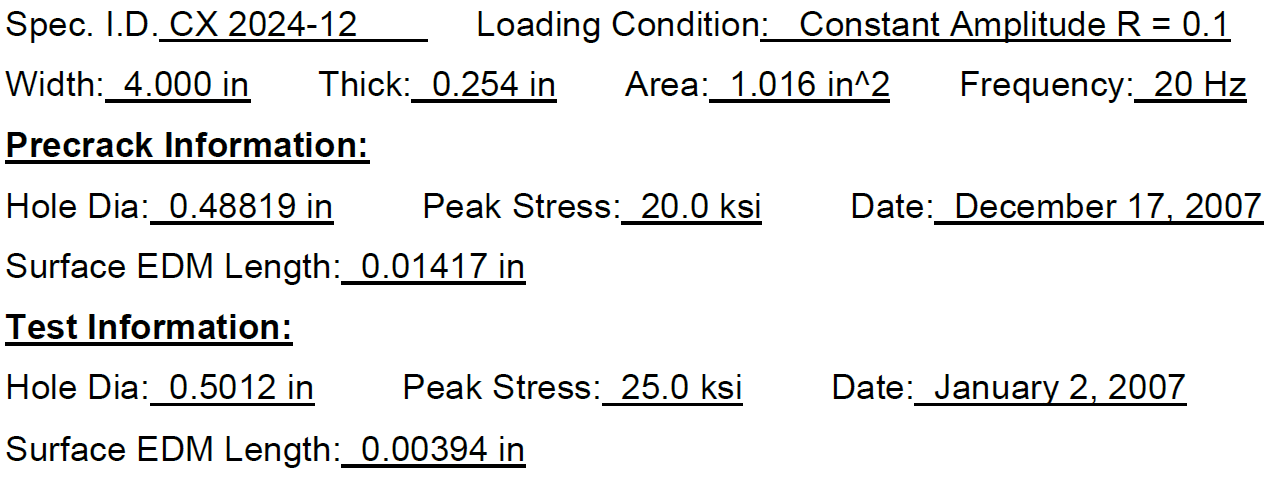 Spec. I.D. CX 2024-12 Loading Condition: Constant Amplitude R = 0.1
Width: 4.000 in Thick: 0.254 in Area: 1.016 in^2 Frequency: 20 Hz
Precrack Information:
Hole Dia: 0.48819 in Peak Stress: 20.0 ksi Date: December 17, 2007
Surface EDM Length: 0.01417 in
Test Information:
Hole Dia: 0.5012 in Peak Stress: 25.0 ksi Date: January 2, 2007
Surface EDM Length: 0.00394 in